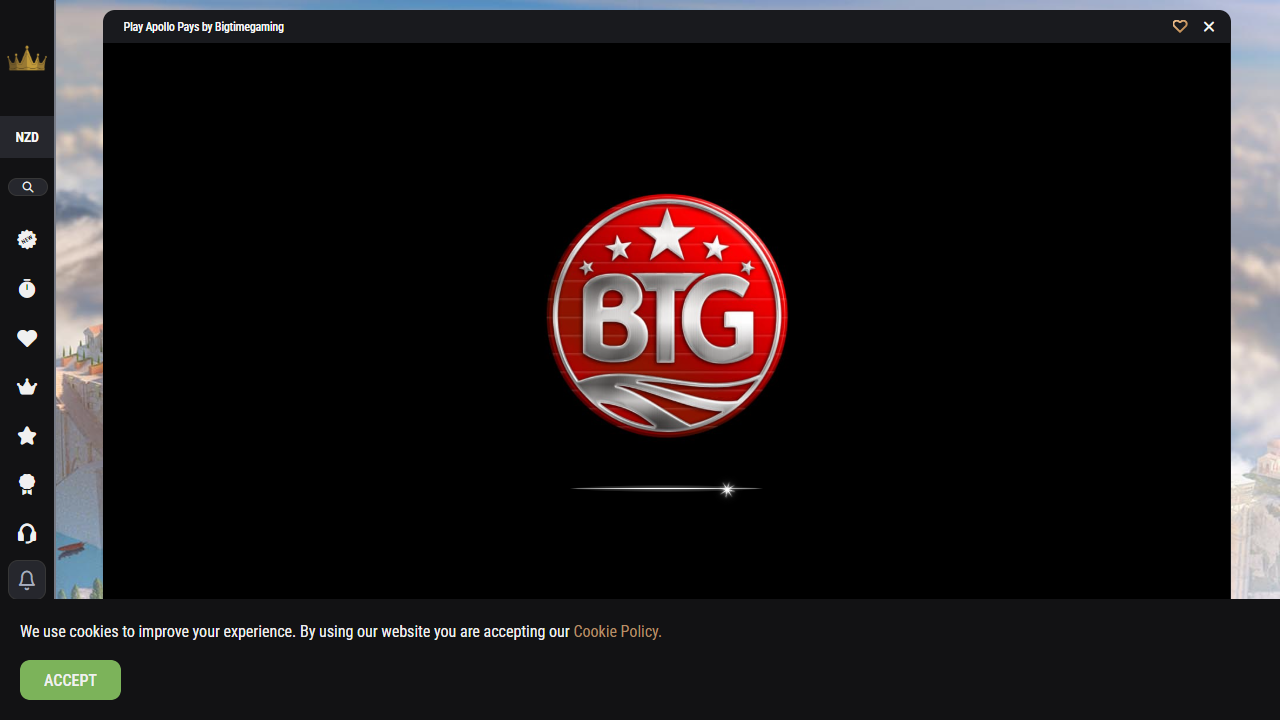 Play Apollo Pays by Bigtimegaming
NZD
NEW
BTG
We use cookies to improve your experience. By using our website you are accepting our Cookie Policy.
ACCEPT